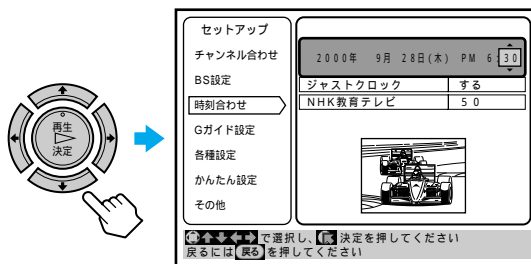 再生
決定
セットアップ
チャンネル合わせ
BS設定
時刻合わせ
Gガイド設定
各種設定
かんたん設定
その他
2000年 9月 28日(木) PM 6:30
ジャストクロック する
NHK教育テレビ 50
で選択し、決定を押してください
戻るには 戻る を押してください